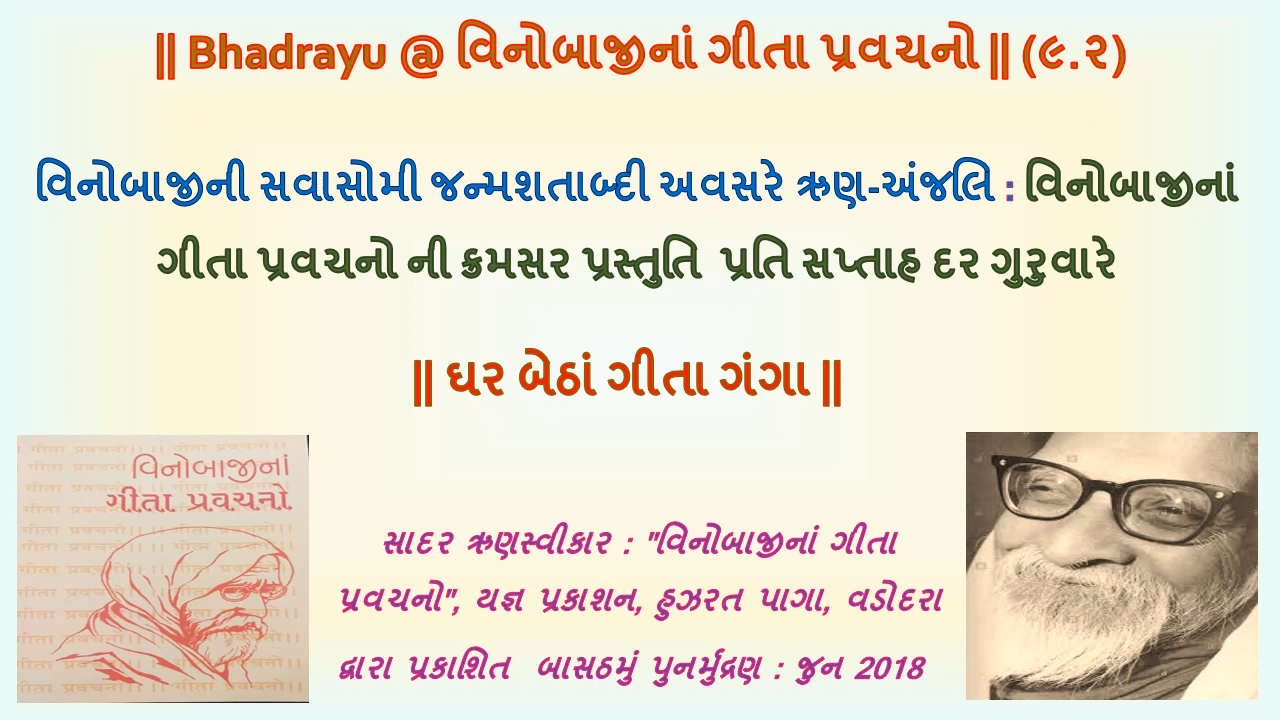 || Bhadrayu @ વિનોબાજીનાં ગીતા પ્રવચનો || (૯.૨)
વિનોબાજીની સવાસોમી જન્મશતાબ્દી અવસરે ઋણ-અંજલિ : વિનોબાજીનાં
ગીતા પ્રવચનો ની ક્રમસર પ્રસ્તુતિ પ્રતિ સપ્તાહ દર ગુરુવારે
|| ઘર બેઠાં ગીતા ગંગા ||
વિનોબાજીનાં
ગીતા પ્રવચનો
સાદર ઋણસ્વીકાર : "વિનોબાજીનાં ગીતા
પ્રવચનો", યજ્ઞ પ્રકાશન, હુઝરત પાગા, વડોદરા
દ્વારા પ્રકાશિત બાસઠમું પુનર્મુદ્રણ : જુન 2018